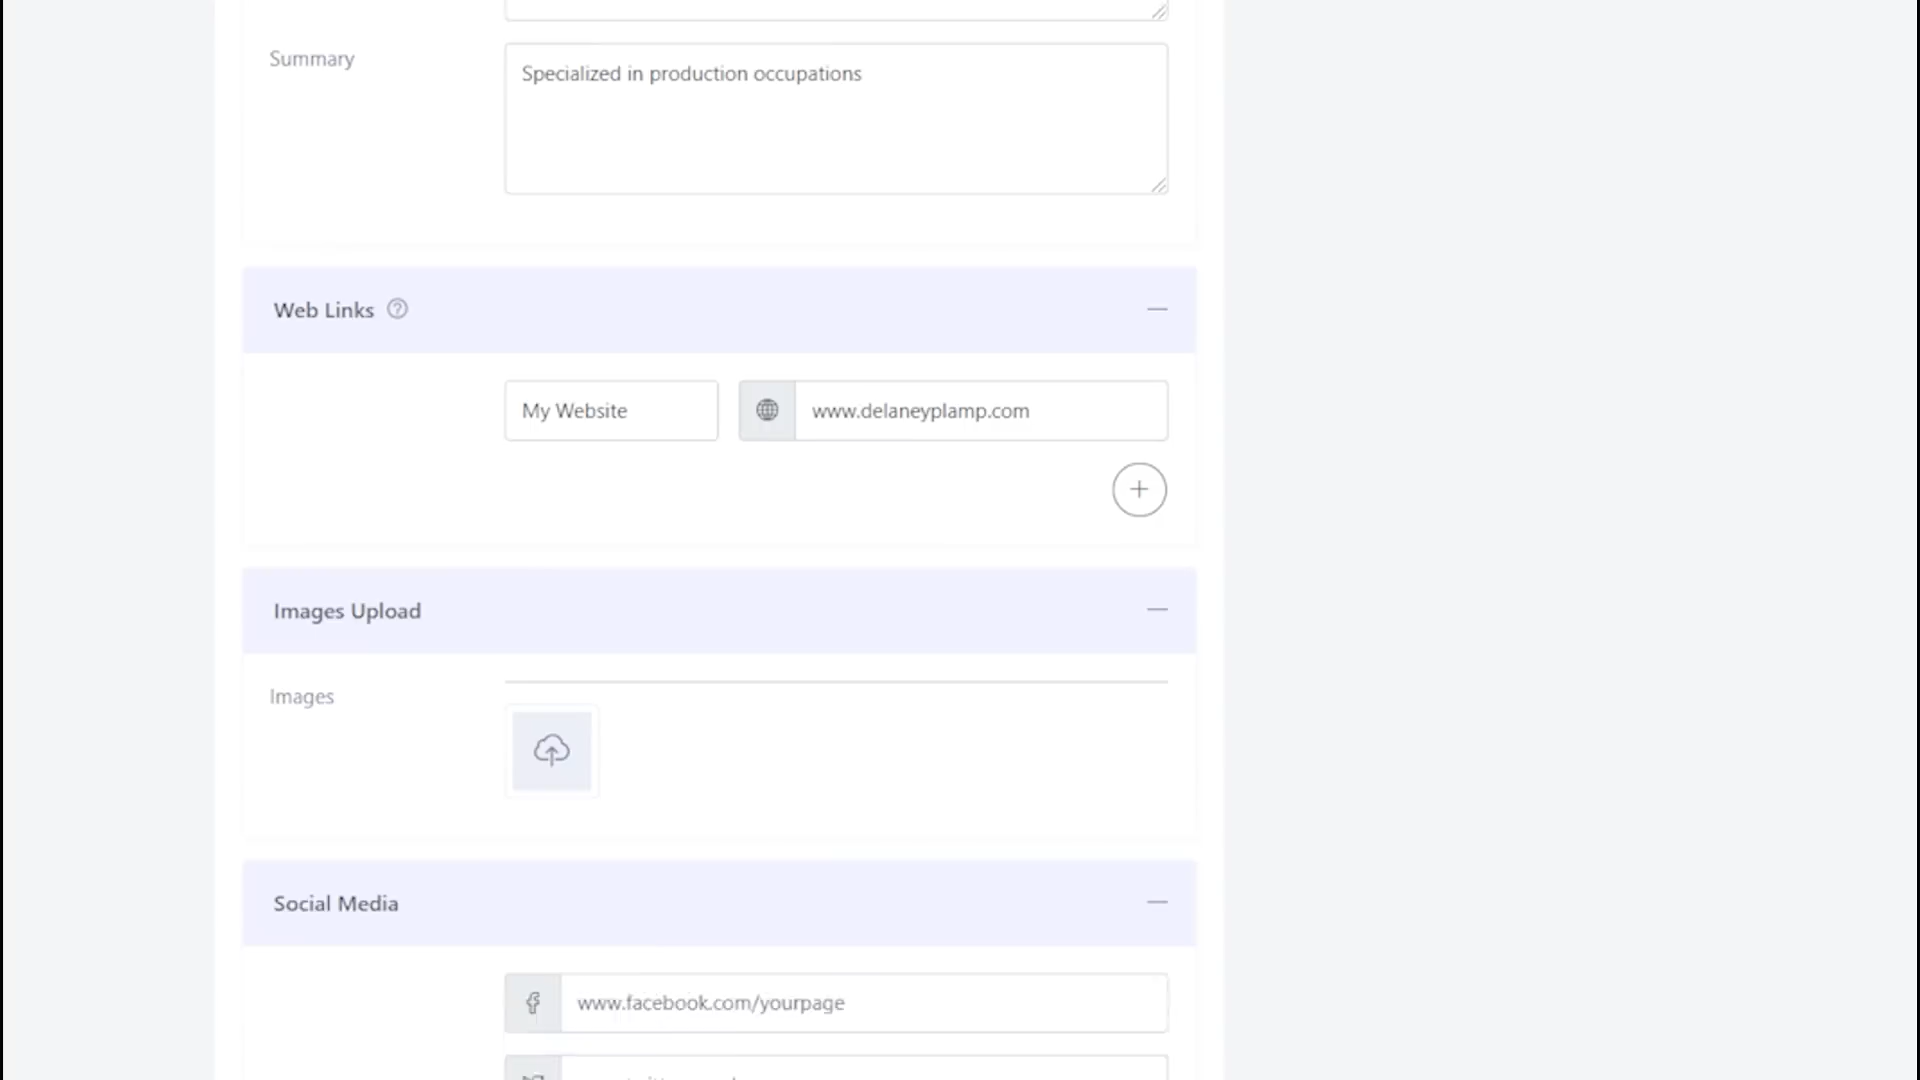 Summary
Specialized in production occupations
Web Links
My Website
www.delaneyplamp.com
Images Upload
Images
Social Media
www.facebook.com/yourpage